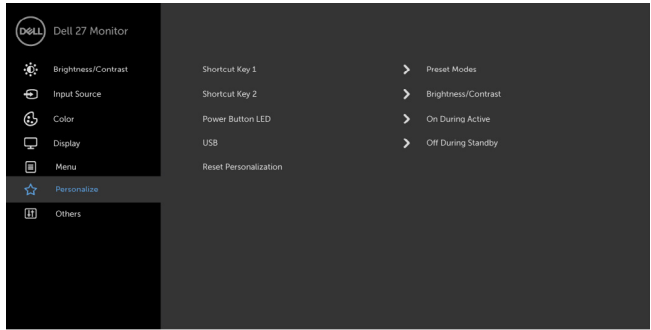 DELL Dell 27 Monitor
Brightness/Contrast
Input Source
Color
Display
Menu
Personalize
Others
Shortcut Key 1 Preset Modes
Shortcut Key 2 Brightness/Contrast
Power Button LED On During Active
USB Off During Standby
Reset Personalization